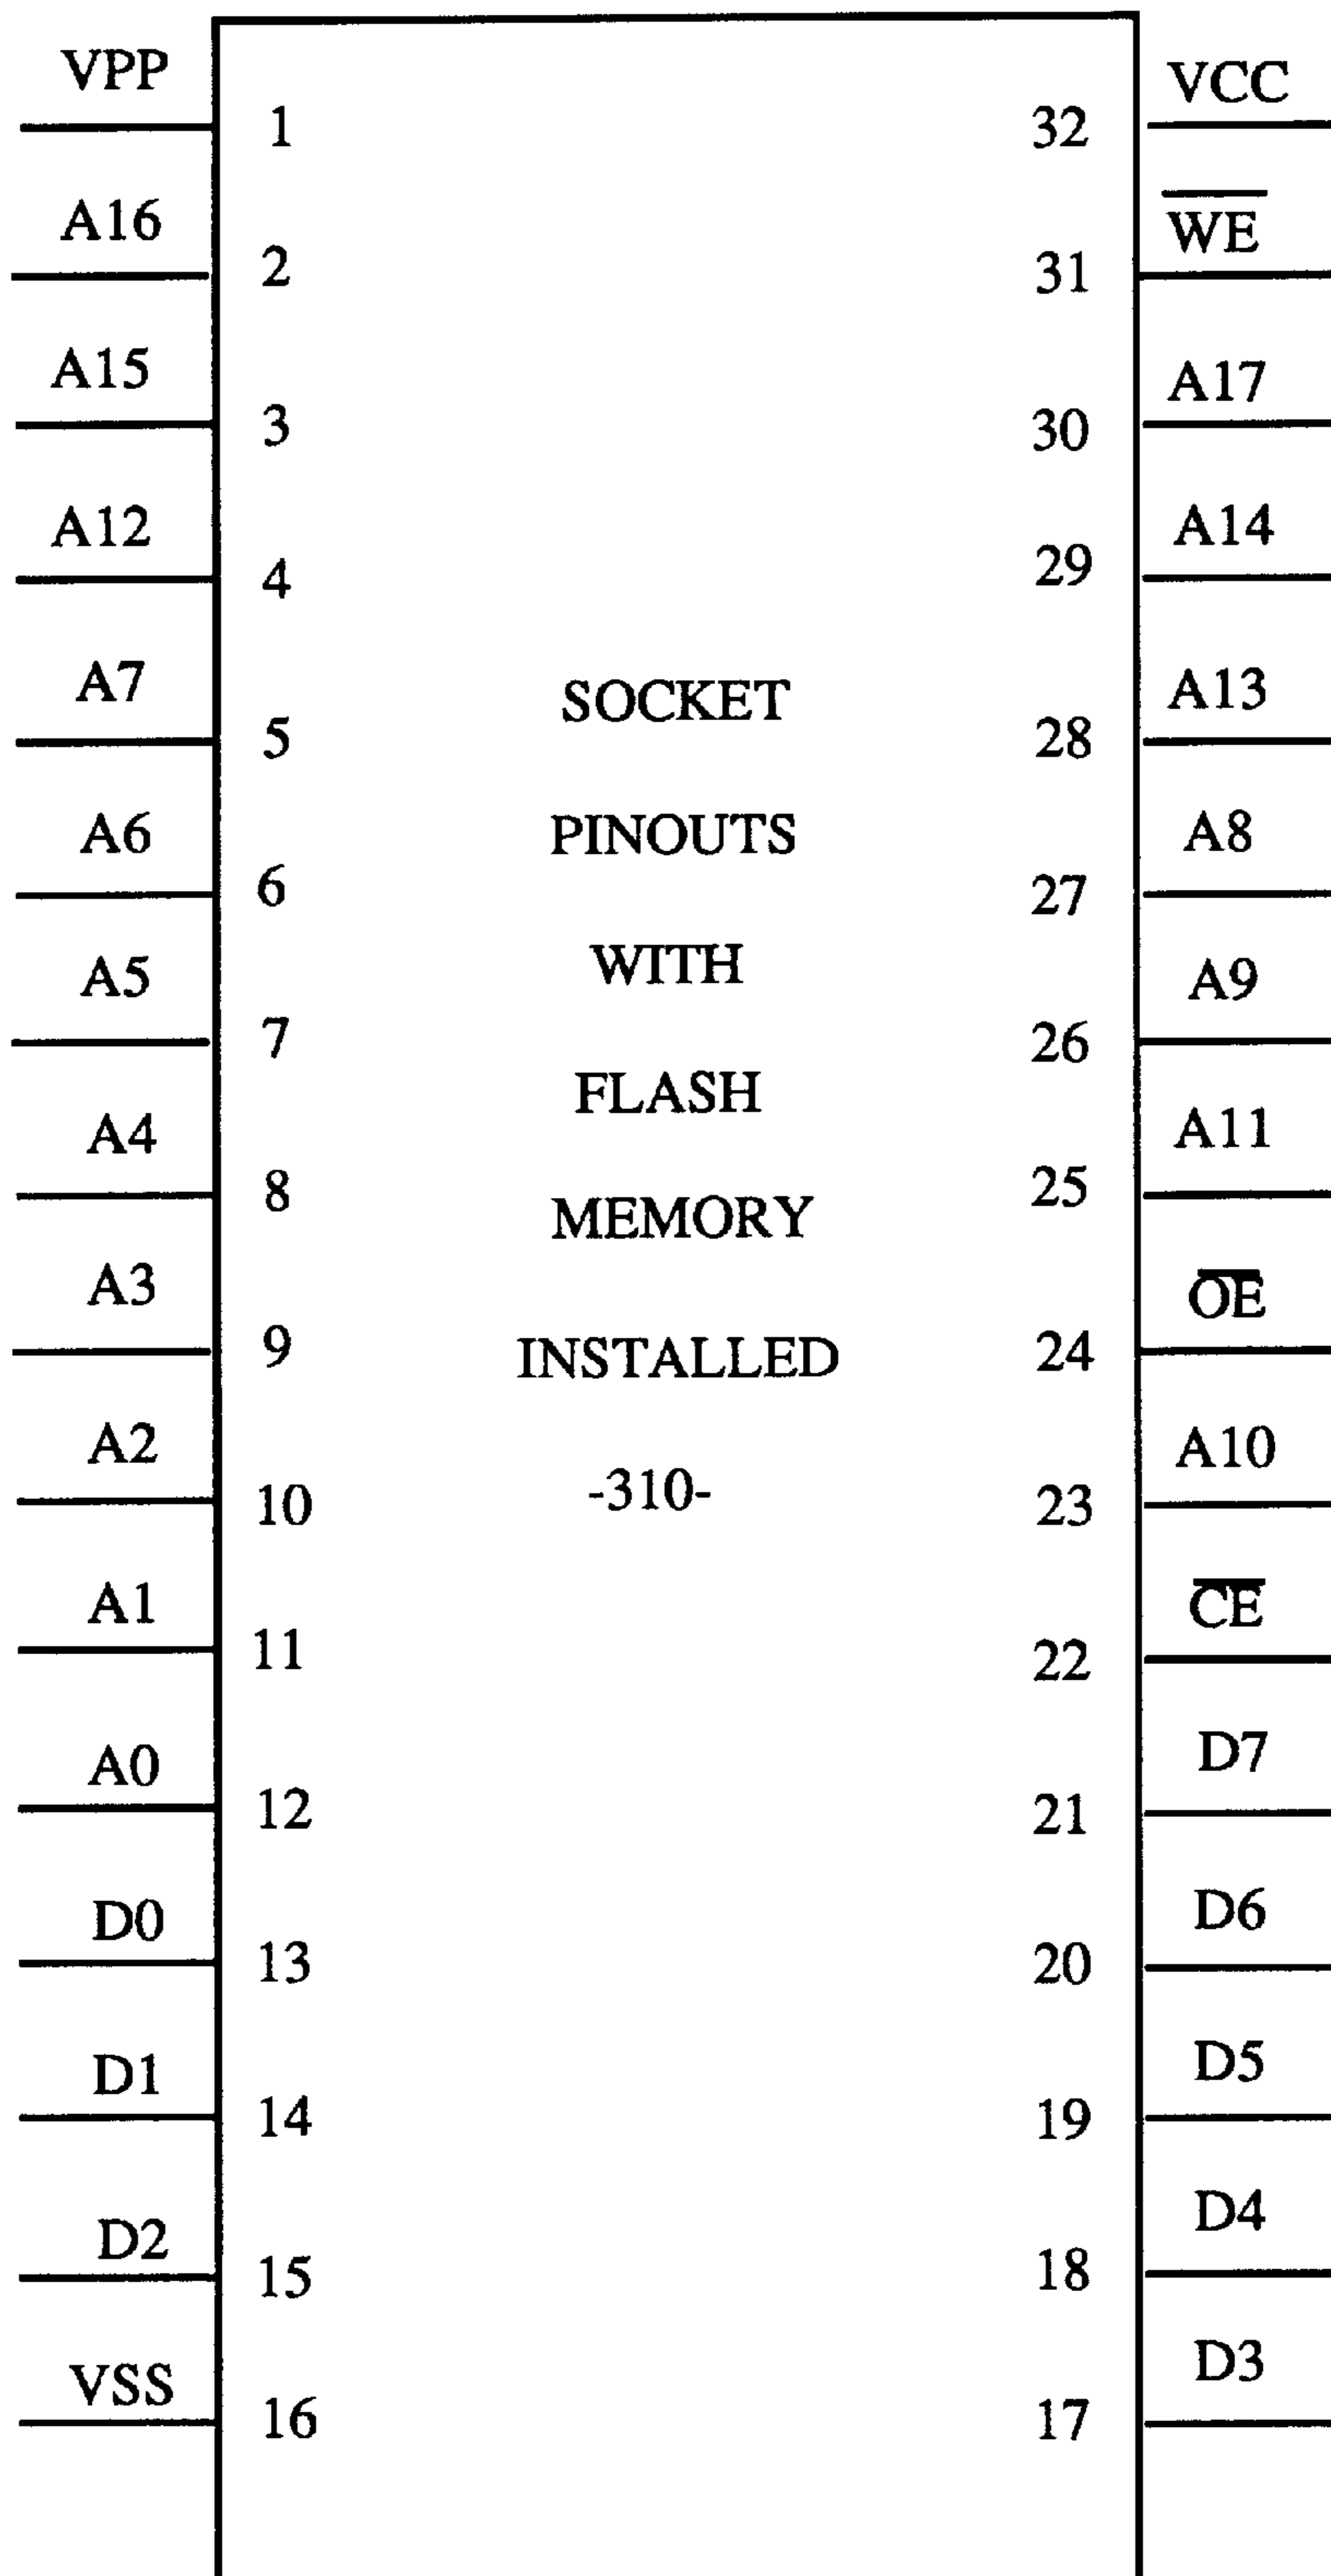 VPP
1
32
VCC
A16
2
31
W̅E̅
A15
3
30
A17
A12
4
29
A14
A7
5
28
A13
A6
6
27
A8
A5
7
26
A9
A4
8
25
A11
A3
9
24
O̅E̅
A2
10
23
A10
A1
11
22
C̅E̅
A0
12
21
D7
D0
13
20
D6
D1
14
19
D5
D2
15
18
D4
VSS
16
17
D3
SOCKET
PINOUTS
WITH
FLASH
MEMORY
INSTALLED
-310-